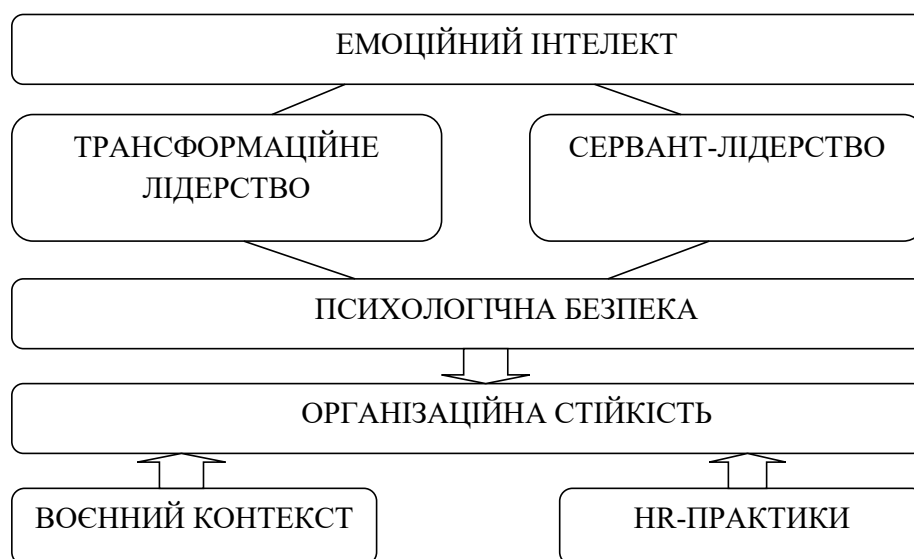 ЕМОЦІЙНИЙ ІНТЕЛЕКТ
ТРАНСФОРМАЦІЙНЕ
ЛІДЕРСТВО
СЕРВАНТ-ЛІДЕРСТВО
ПСИХОЛОГІЧНА БЕЗПЕКА
ОРГАНІЗАЦІЙНА СТІЙКІСТЬ
ВОЄННИЙ КОНТЕКСТ
HR-ПРАКТИКИ